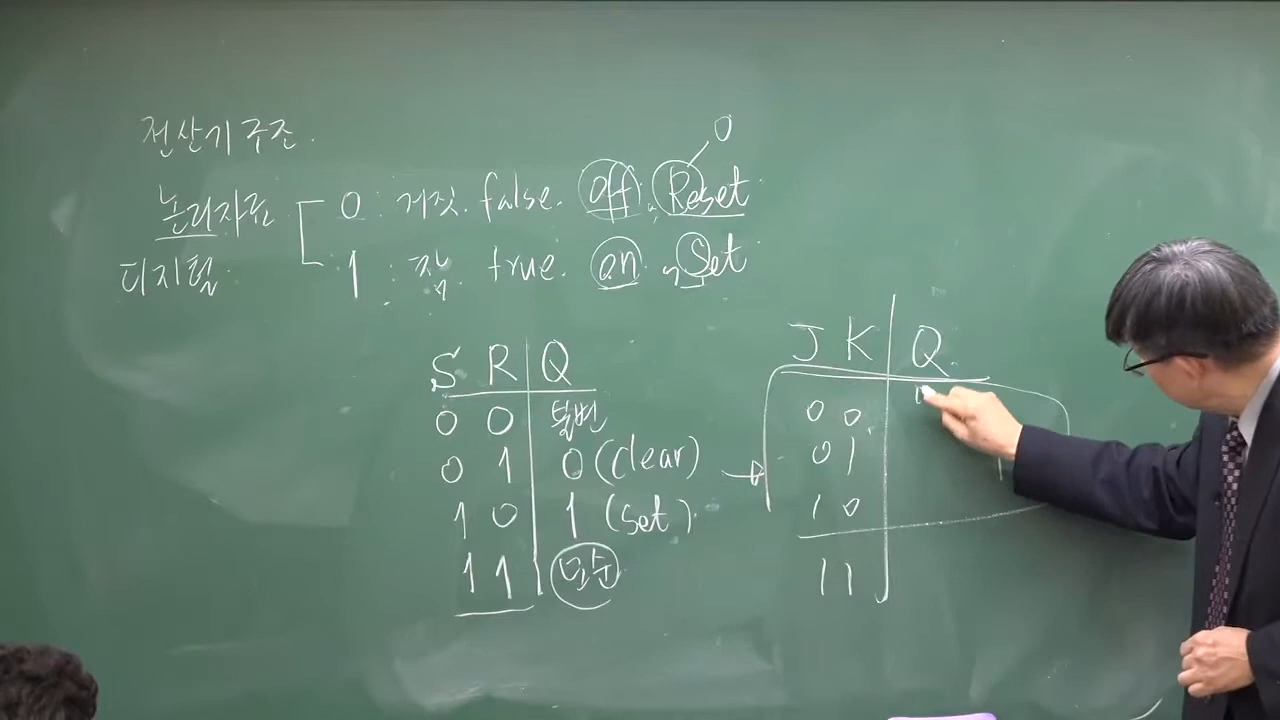 전산기구조.
0
논리자료 0 : 거짓. false. off. Reset.
디지털. 1 : 참. true. on. Set.
S R Q
0 0 불변
0 1 0 (clear)
1 0 1 (set).
1 1 모순
J K Q
0 0
0 1
1 0
1 1